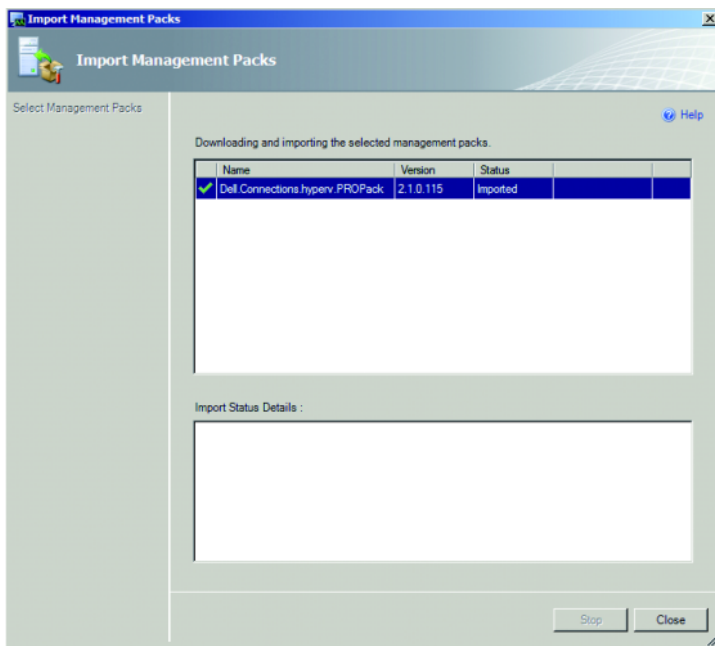 Import Management Packs
Import Management Packs
Select Management Packs
Help
Downloading and importing the selected management packs.
Name Version Status
Dell.Connections.hyperv.PROPack 2.1.0.115 Imported
Import Status Details :
Stop Close